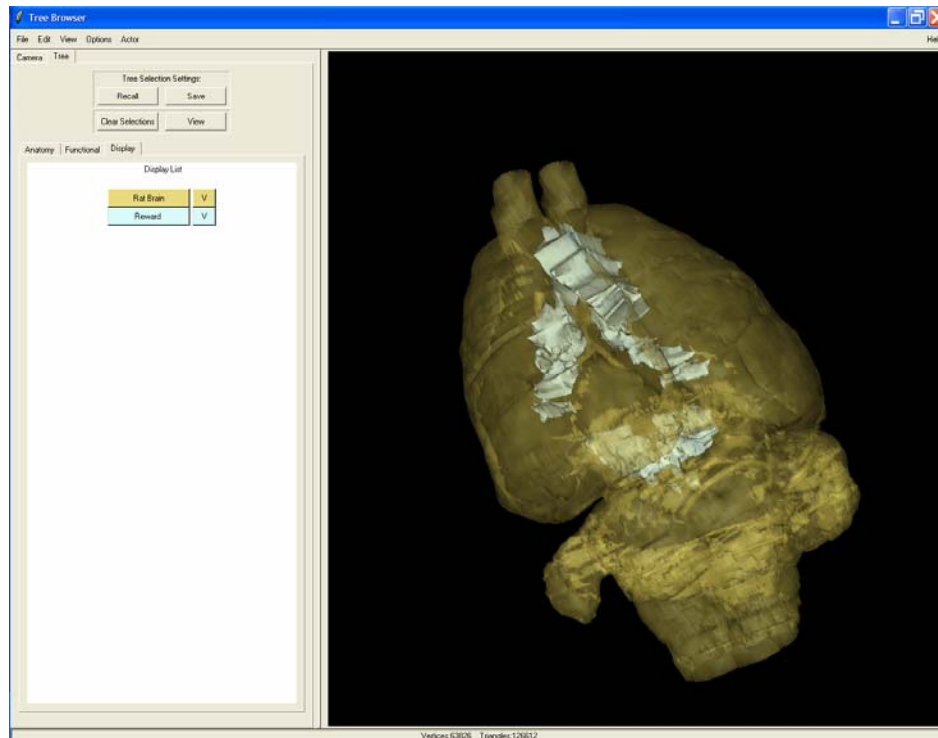 Tree Browser
File Edit View Options Actor Hel
Camera Tree
Tree Selection Settings:
Recall Save
Clear Selections View
Anatomy Functional Display
Display List
Rat Brain V
Reward V
Vertices:63826 Triangles:126612